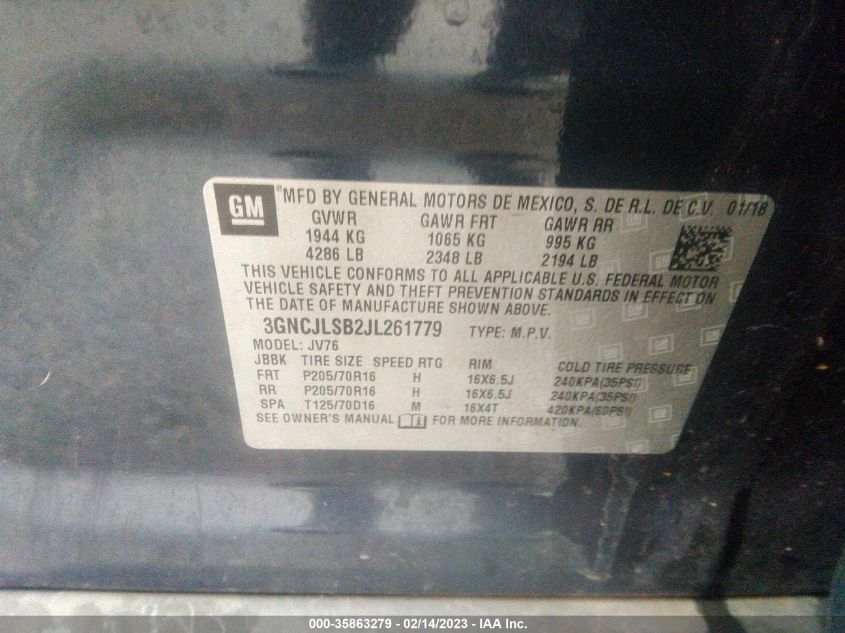 GM ® MFD BY GENERAL MOTORS DE MEXICO, S. DE R.L. DE C.V. 01/18
GVWR GAWR FRT GAWR RR
1944 KG 1065 KG 995 KG
4286 LB 2348 LB 2194 LB
THIS VEHICLE CONFORMS TO ALL APPLICABLE U.S. FEDERAL MOTOR
VEHICLE SAFETY AND THEFT PREVENTION STANDARDS IN EFFECT ON
THE DATE OF MANUFACTURE SHOWN ABOVE.
3GNCJLSB2JL261779 TYPE: M.P.V.
MODEL: JV76
JBBK TIRE SIZE SPEED RTG RIM COLD TIRE PRESSURE
FRT P205/70R16 H 16X6.5J 240KPA(35PSI)
RR P205/70R16 H 16X6.5J 240KPA(35PSI)
SPA T125/70D16 M 16X4T 420KPA(60PSI)
SEE OWNER'S MANUAL FOR MORE INFORMATION.
000-35863279 - 02/14/2023 - IAA Inc.